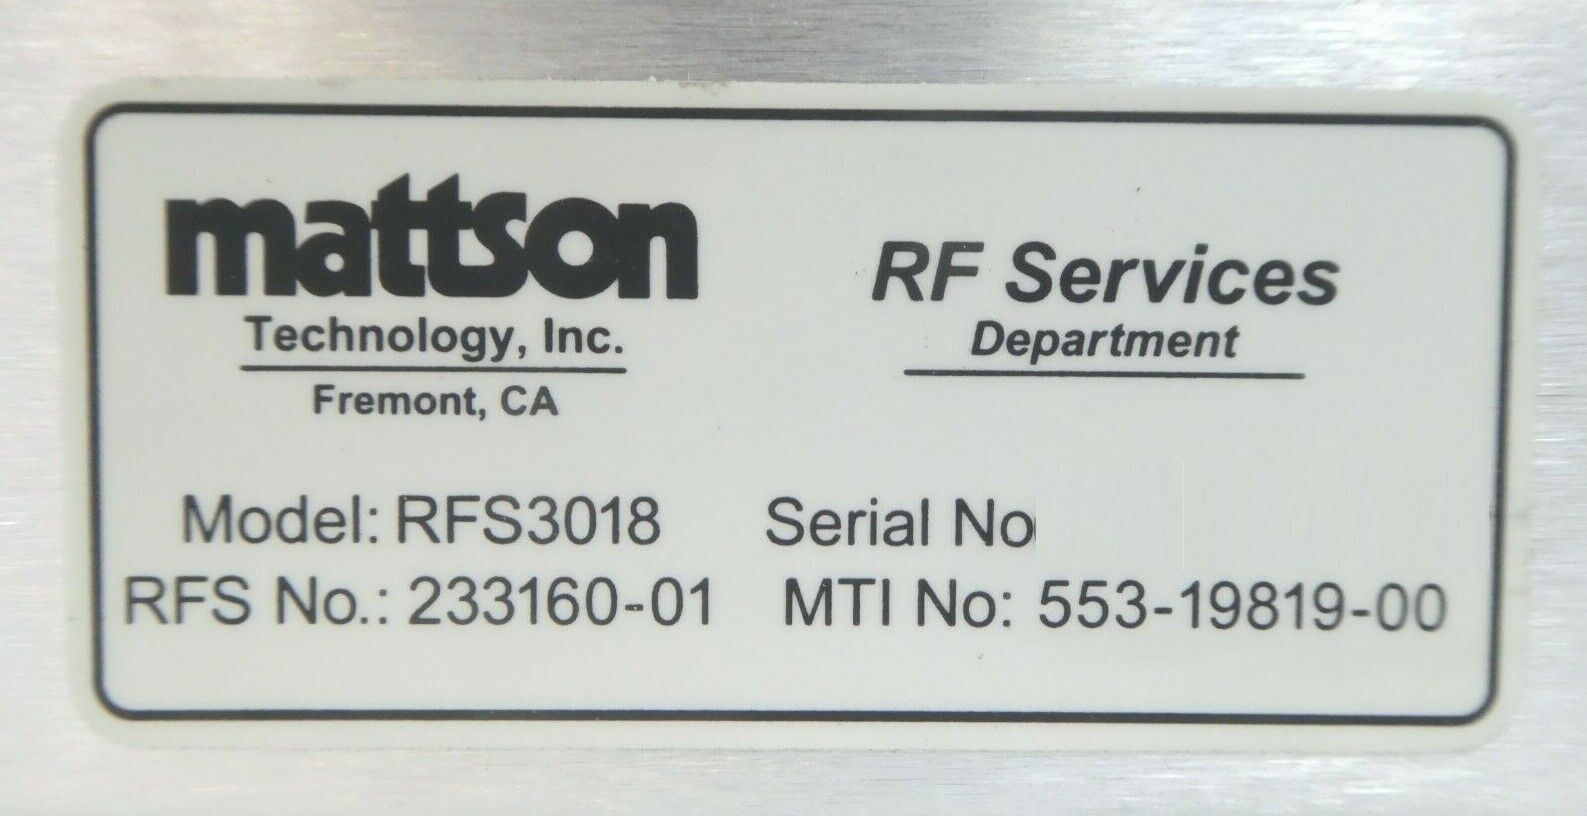 mattson
Technology, Inc.
Fremont, CA
RF Services
Department
Model: RFS3018 Serial No
RFS No.: 233160-01 MTI No: 553-19819-00